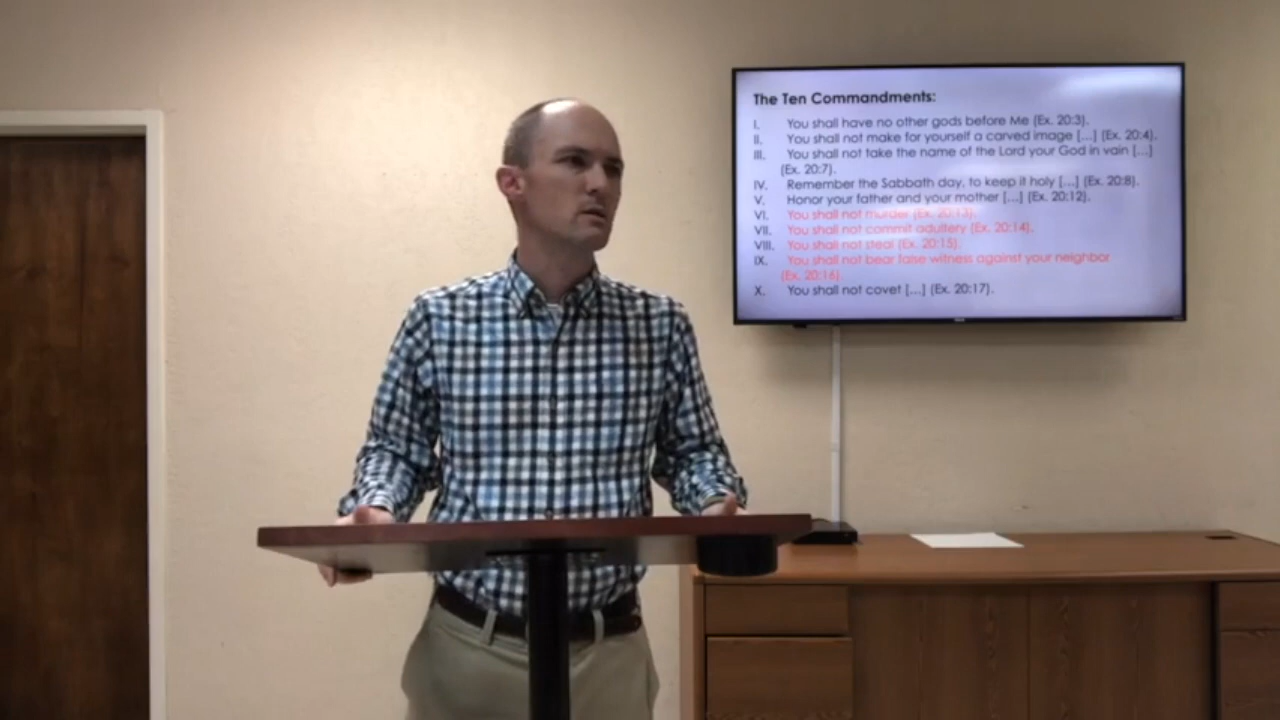 The Ten Commandments:
I. You shall have no other gods before Me (Ex. 20:3).
II. You shall not make for yourself a carved image [...] (Ex. 20:4).
III. You shall not take the name of the Lord your God in vain [...]
(Ex. 20:7).
IV. Remember the Sabbath day, to keep it holy [...] (Ex. 20:8).
V. Honor your father and your mother [...] (Ex. 20:12).
VI. You shall not murder (Ex. 20:13).
VII. You shall not commit adultery (Ex. 20:14).
VIII. You shall not steal (Ex. 20:15).
IX. You shall not bear false witness against your neighbor
(Ex. 20:16).
X. You shall not covet [...] (Ex. 20:17).